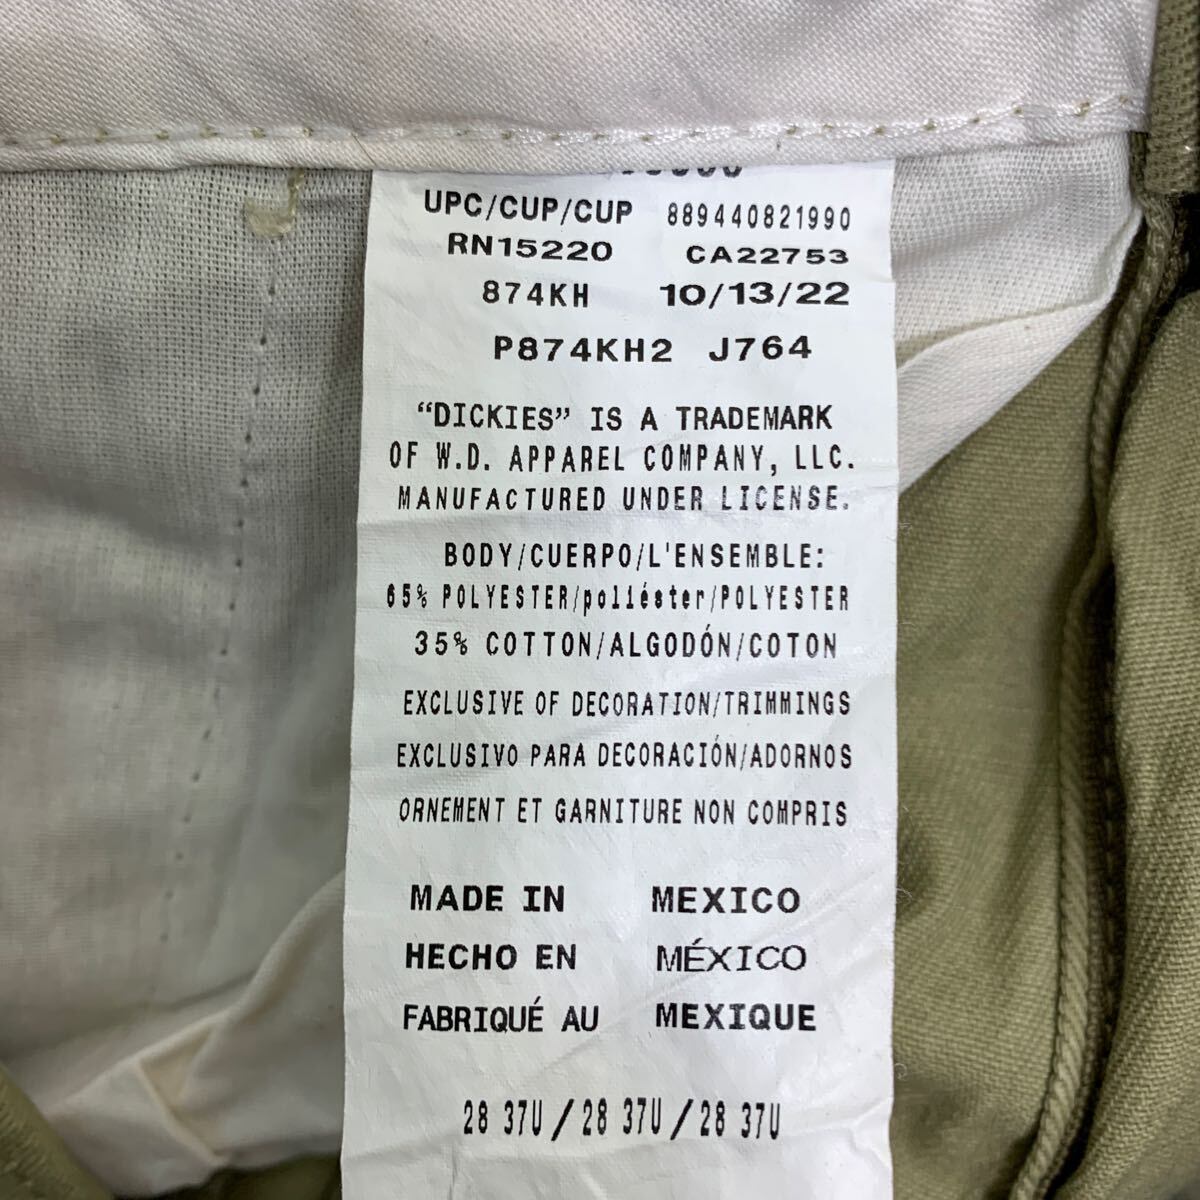 UPC/CUP/CUP 889440821990
RN15220 CA22753
874KH 10/13/22
P874KH2 J764
“DICKIES” IS A TRADEMARK
OF W.D. APPAREL COMPANY, LLC.
MANUFACTURED UNDER LICENSE.
BODY/CUERPO/L'ENSEMBLE:
65% POLYESTER/poliéster/POLYESTER
35% COTTON/ALGODÓN/COTON
EXCLUSIVE OF DECORATION/TRIMMINGS
EXCLUSIVO PARA DECORACIÓN/ADORNOS
ORNEMENT ET GARNITURE NON COMPRIS
MADE IN MEXICO
HECHO EN MÉXICO
FABRIQUÉ AU MEXIQUE
28 37U / 28 37U / 28 37U